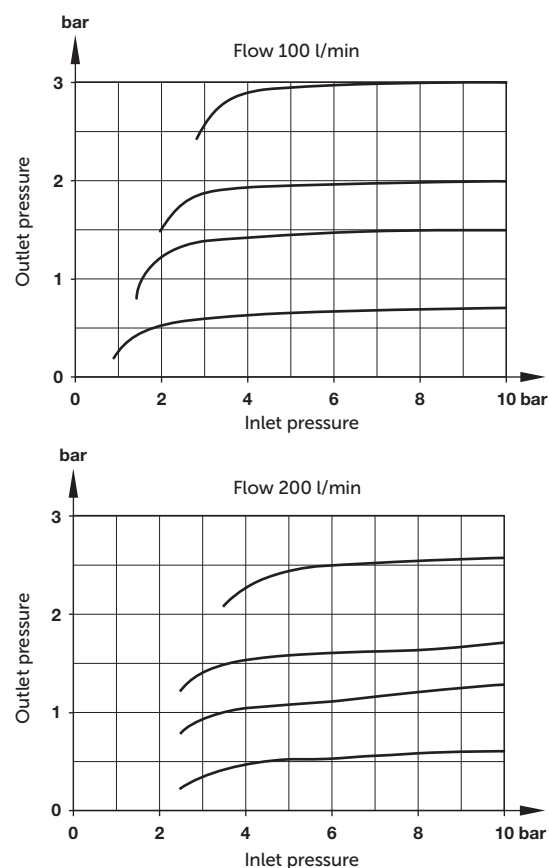 bar
Flow 100 l/min
3
2
1
0
Outlet pressure
0 2 4 6 8 10 bar
Inlet pressure
bar
Flow 200 l/min
3
2
1
0
Outlet pressure
0 2 4 6 8 10 bar
Inlet pressure